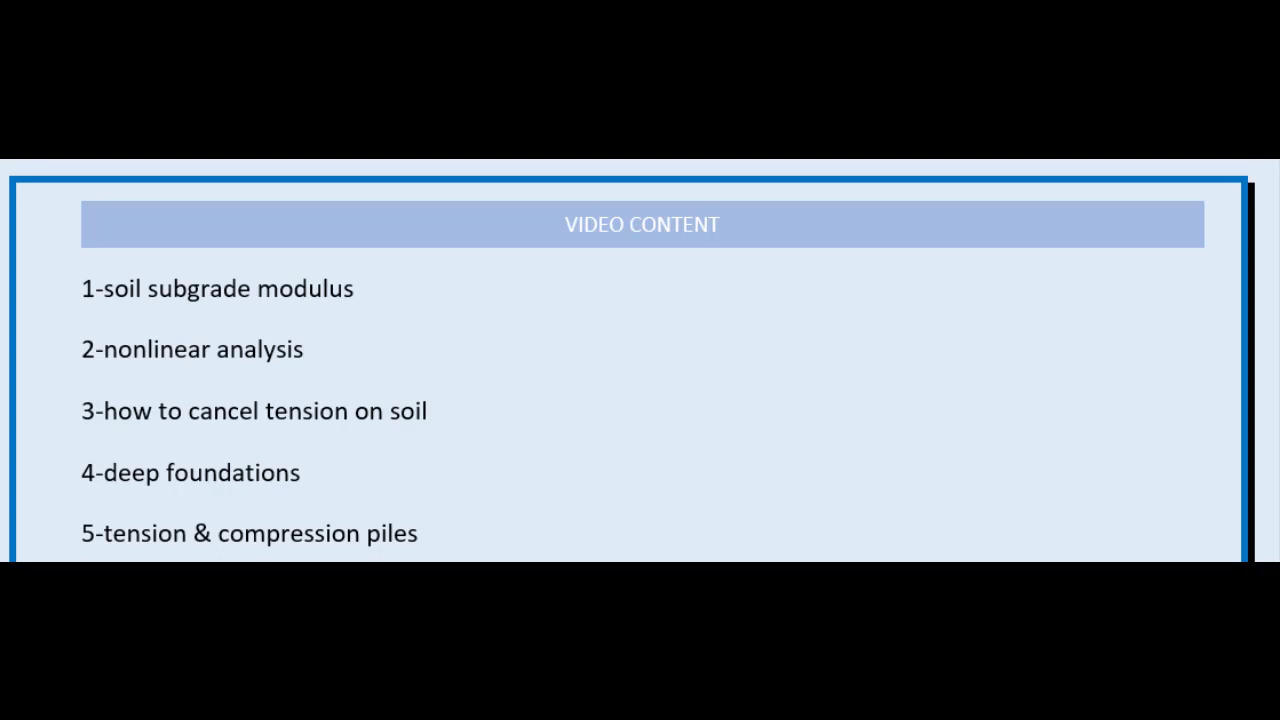 VIDEO CONTENT
1-soil subgrade modulus
2-nonlinear analysis
3-how to cancel tension on soil
4-deep foundations
5-tension & compression piles